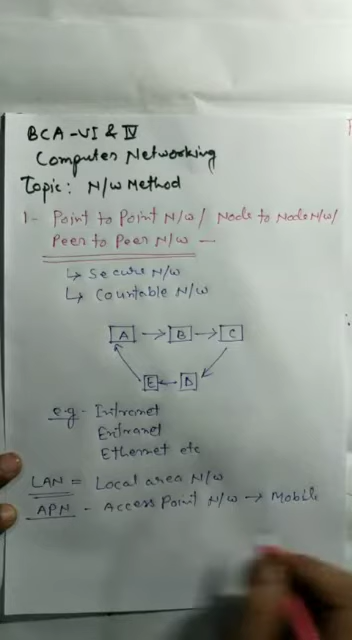 BCA-VI & IV
Computer Networking
Topic: N/w Method
1- Point to Point N/w/ Node to Node N/w/
Peer to Peer N/w —
↳ Secure N/w
↳ Countable N/w
A → B → C
E ← D
e.g- Intranet
Extranet
Ethernet etc
LAN = Local area N/w
APN - Access Point N/w → Mobile